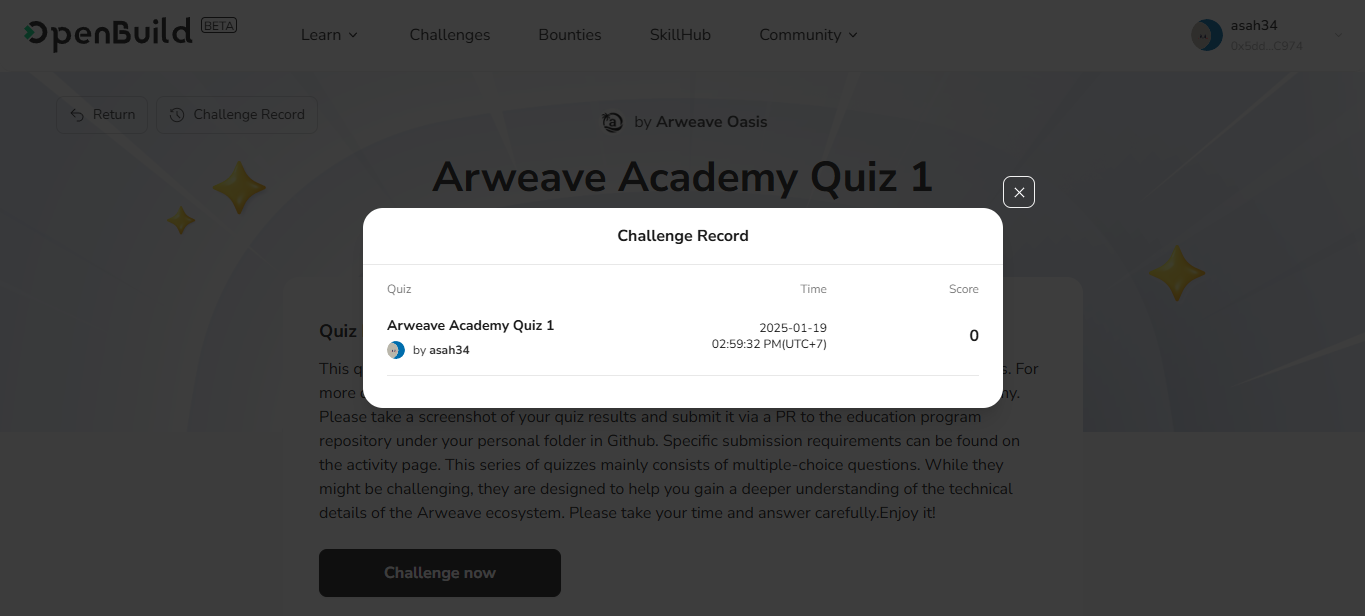 OpenBuild BETA
Learn Challenges Bounties SkillHub Community
asah34
0x5dd...C974
Return Challenge Record
by Arweave Oasis
Arweave Academy Quiz 1
Challenge Record
Quiz Time Score
Arweave Academy Quiz 1
by asah34
2025-01-19
02:59:32 PM(UTC+7)
0
Quiz
This q
s. For
more
ny.
Please take a screenshot of your quiz results and submit it via a PR to the education program
repository under your personal folder in Github. Specific submission requirements can be found on
the activity page. This series of quizzes mainly consists of multiple-choice questions. While they
might be challenging, they are designed to help you gain a deeper understanding of the technical
details of the Arweave ecosystem. Please take your time and answer carefully.Enjoy it!
Challenge now